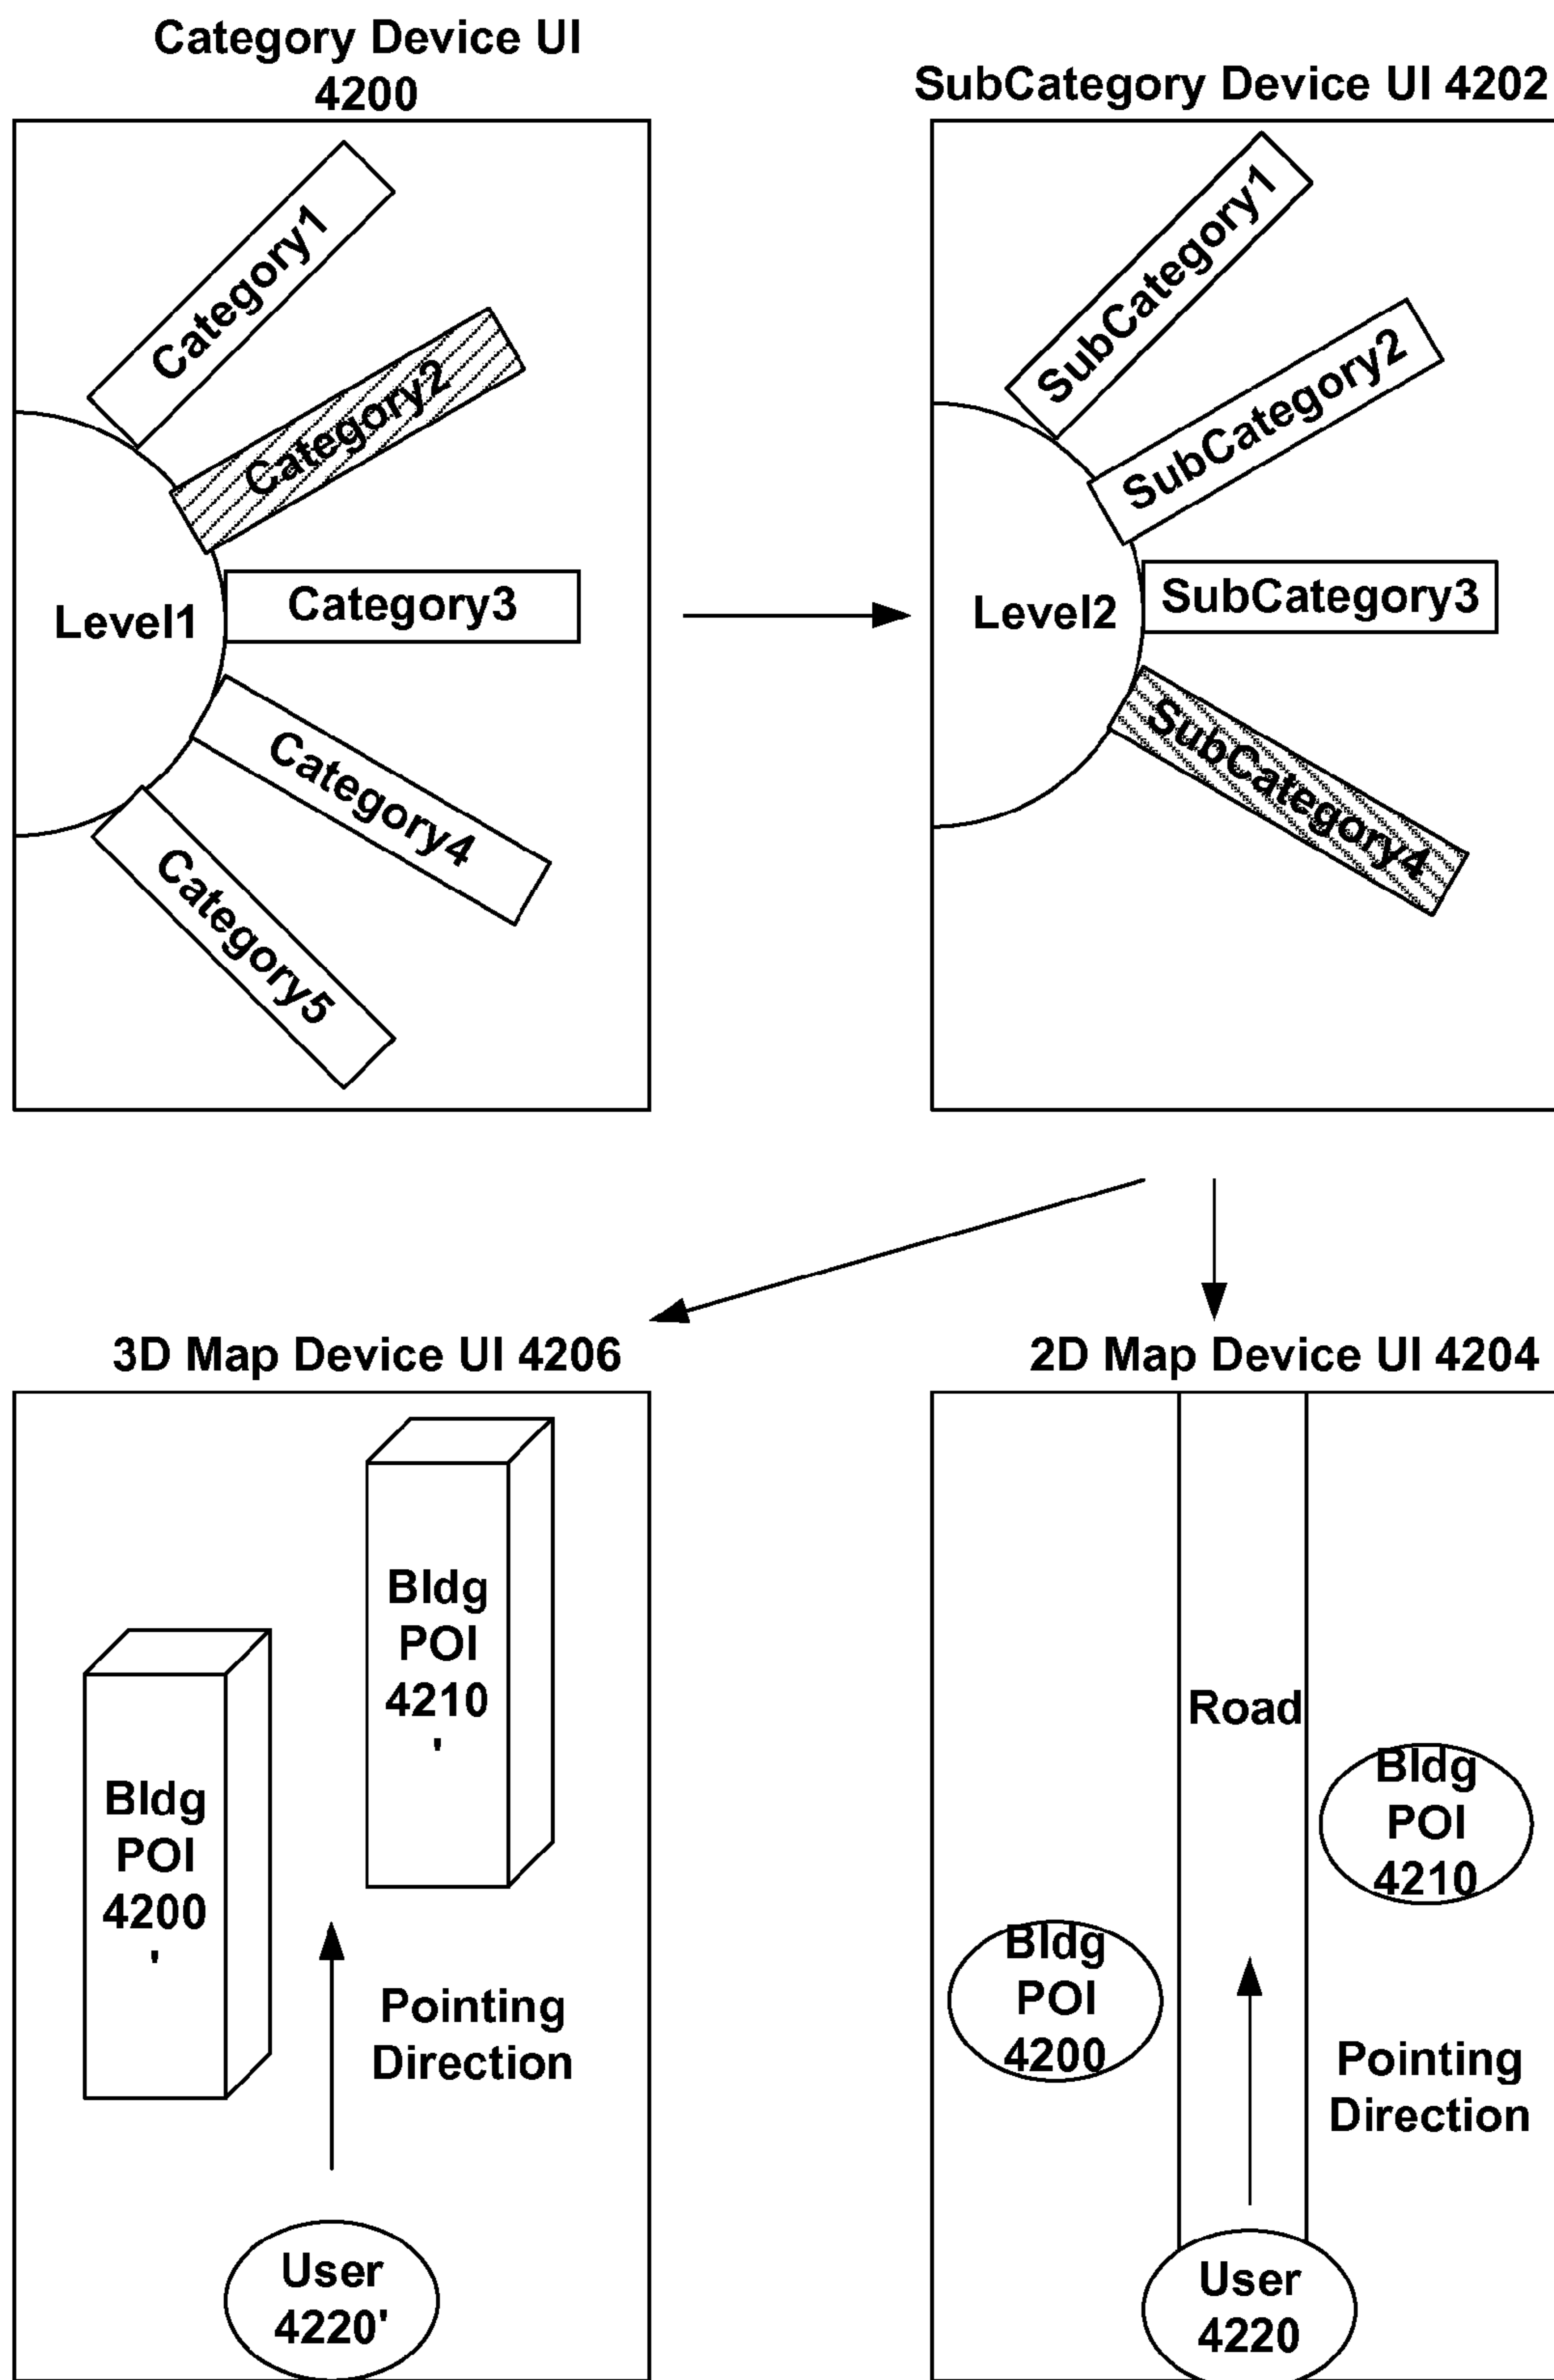 Category Device UI
4200
Category1
Category2
Level1
Category3
Category4
Category5
SubCategory Device UI 4202
SubCategory1
SubCategory2
Level2
SubCategory3
SubCategory4
3D Map Device UI 4206
Bldg
POI
4210
'
Bldg
POI
4200
'
Pointing
Direction
User
4220'
2D Map Device UI 4204
Road
Bldg
POI
4210
Bldg
POI
4200
Pointing
Direction
User
4220